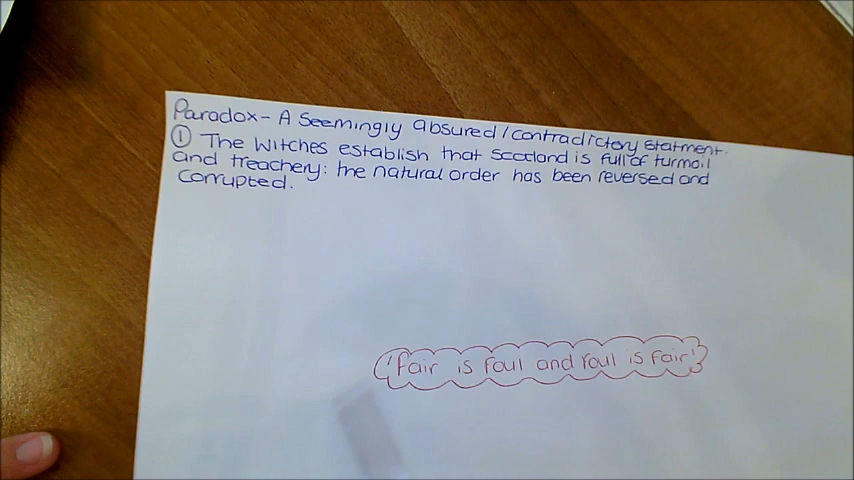 Paradox - A Seemingly absured / contradictory statment.
① The Witches establish that Scotland is full of turmoil
and treachery: the natural order has been reversed and
corrupted.
'fair is foul and foul is fair'